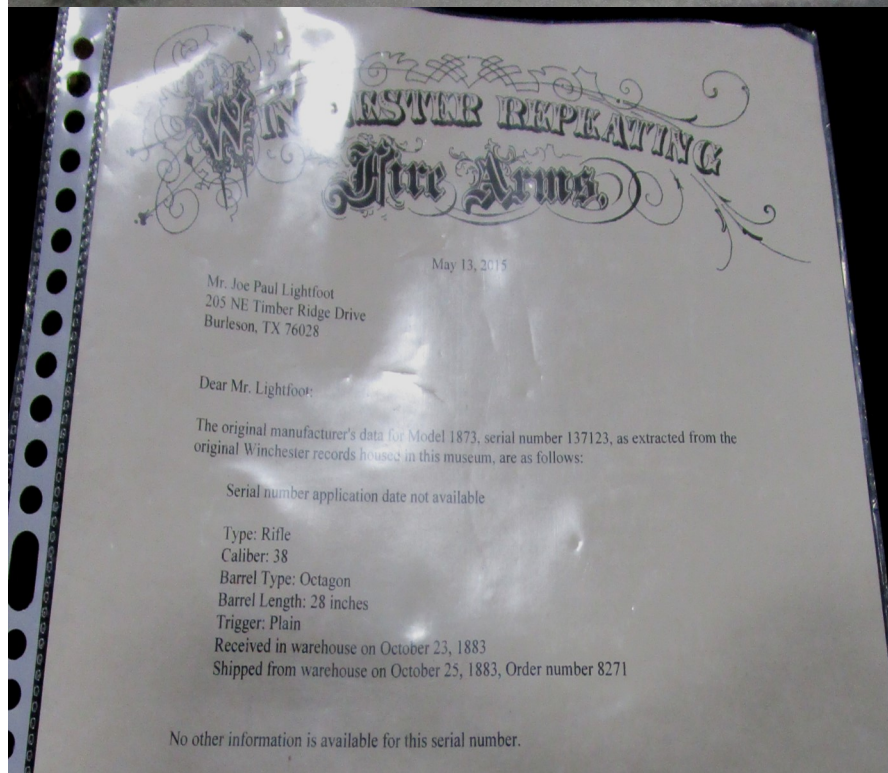 WINCHESTER REPEATING
Fire Arms,
May 13, 2015
Mr. Joe Paul Lightfoot
205 NE Timber Ridge Drive
Burleson, TX 76028
Dear Mr. Lightfoot:
The original manufacturer's data for Model 1873, serial number 137123, as extracted from the
original Winchester records housed in this museum, are as follows:
Serial number application date not available
Type: Rifle
Caliber: 38
Barrel Type: Octagon
Barrel Length: 28 inches
Trigger: Plain
Received in warehouse on October 23, 1883
Shipped from warehouse on October 25, 1883, Order number 8271
No other information is available for this serial number.